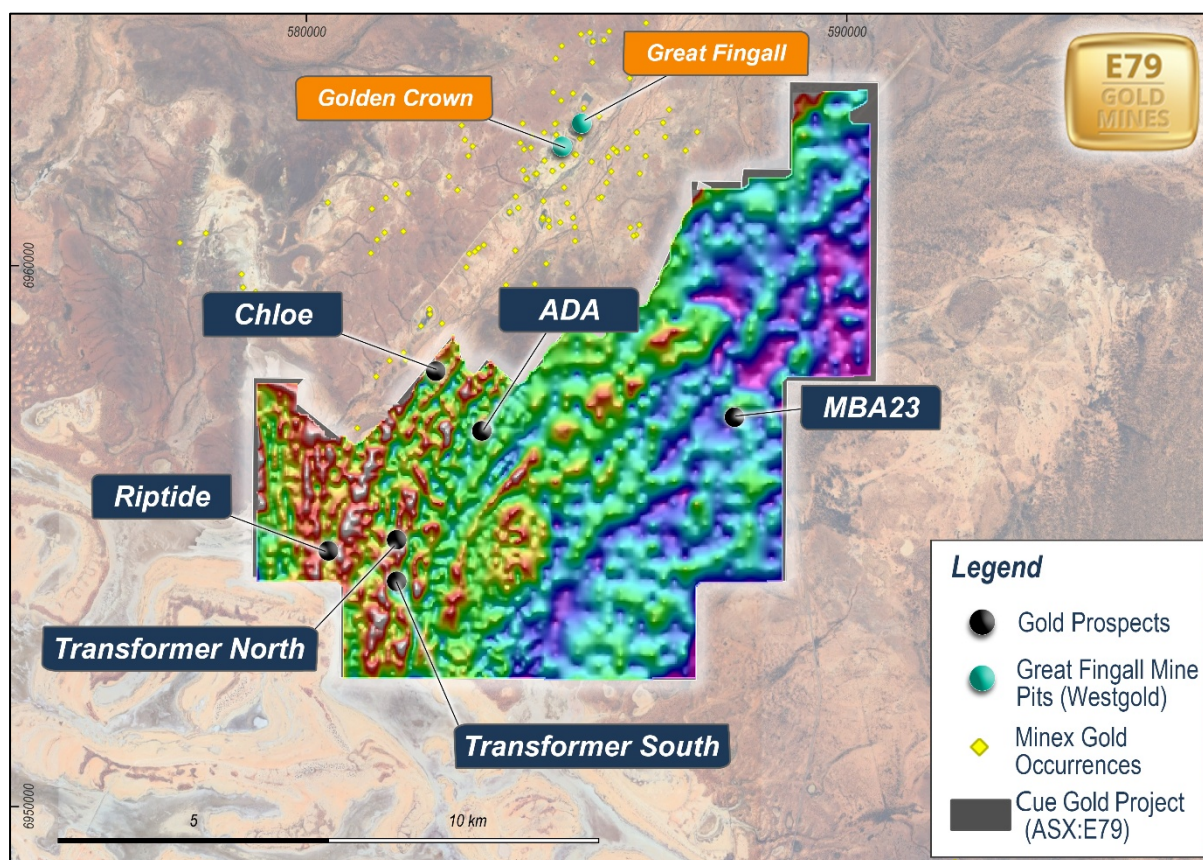 580000
590000
Great Fingall
Golden Crown
E79
GOLD
MINES
6960000
Chloe
ADA
MBA23
Riptide
Transformer North
Transformer South
Legend
Gold Prospects
Great Fingall Mine
Pits (Westgold)
Minex Gold
Occurrences
Cue Gold Project
(ASX:E79)
6950000
5
10 km